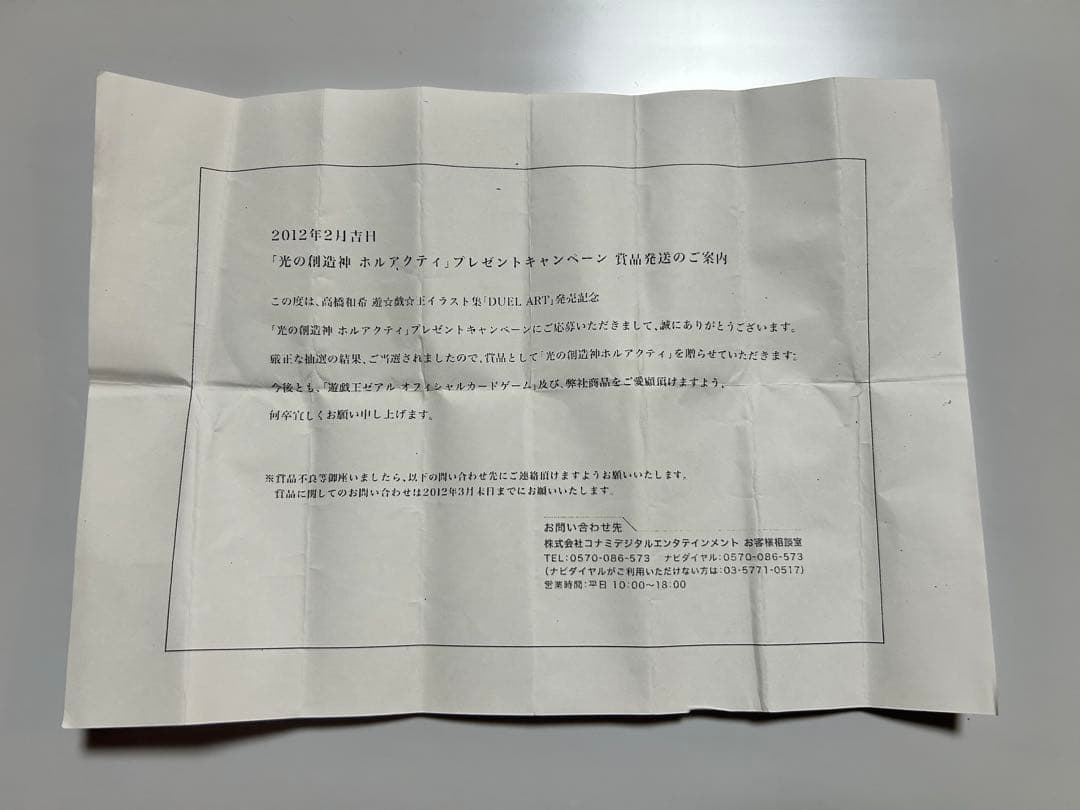 2012年2月吉日
「光の創造神 ホルアクティ」プレゼントキャンペーン 賞品発送のご案内
この度は、高橋和希 遊☆戯☆王イラスト集「DUEL ART」発売記念
「光の創造神 ホルアクティ」プレゼントキャンペーンにご応募いただきまして、誠にありがとうございます。
厳正な抽選の結果、ご当選されましたので、賞品として「光の創造神ホルアクティ」を贈らせていただきます。
今後とも、「遊戯王ゼアル オフィシャルカードゲーム」及び、弊社商品をご愛顧頂けますよう、
何卒宜しくお願い申し上げます。
※賞品不良等御座いましたら、以下の問い合わせ先にご連絡頂けますようお願いいたします。
賞品に関してのお問い合わせは2012年3月末日までにお願いいたします。
お問い合わせ先
株式会社コナミデジタルエンタテインメント お客様相談室
TEL:0570-086-573 ナビダイヤル:0570-086-573
(ナビダイヤルがご利用いただけない方は:03-5771-0517)
営業時間:平日 10:00〜18:00